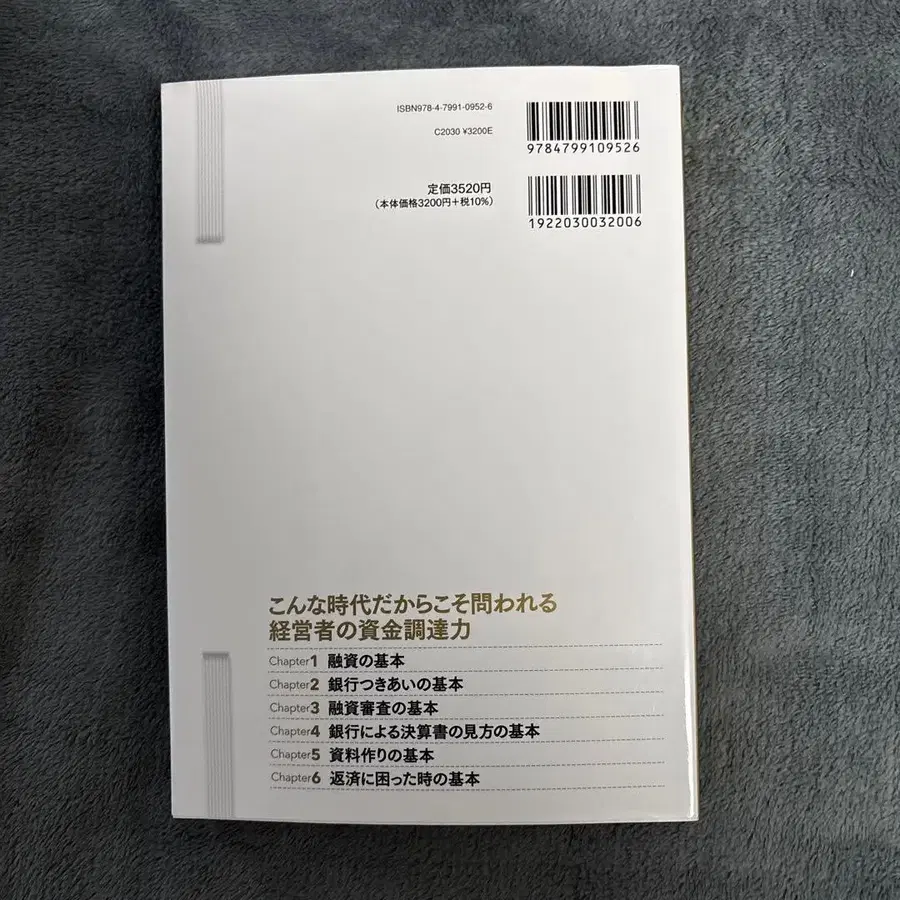 ISBN978-4-7991-0952-6
C2030 ¥3200E
9784799109526
定価3520円
（本体価格3200円＋税10%）
1922030032006
こんな時代だからこそ問われる
経営者の資金調達力
Chapter1 融資の基本
Chapter2 銀行つきあいの基本
Chapter3 融資審査の基本
Chapter4 銀行による決算書の見方の基本
Chapter5 資料作りの基本
Chapter6 返済に困った時の基本